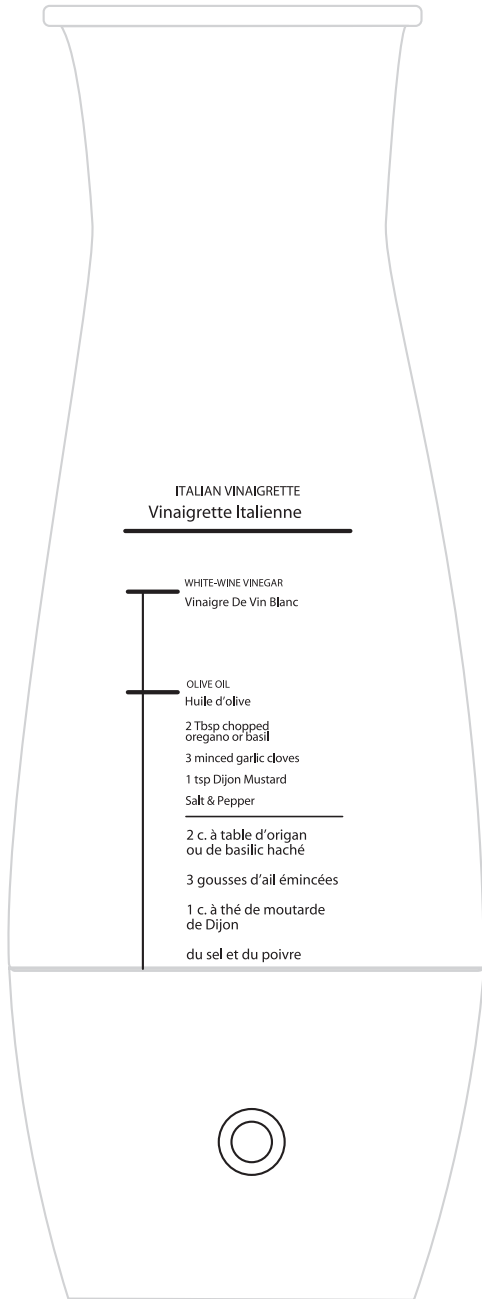 ITALIAN VINAIGRETTE
Vinaigrette Italienne
WHITE-WINE VINEGAR
Vinaigre De Vin Blanc
OLIVE OIL
Huile d’olive
2 Tbsp chopped
oregano or basil
3 minced garlic cloves
1 tsp Dijon Mustard
Salt & Pepper
2 c. à table d’origan
ou de basilic haché
3 gousses d’ail émincées
1 c. à thé de moutarde
de Dijon
du sel et du poivre